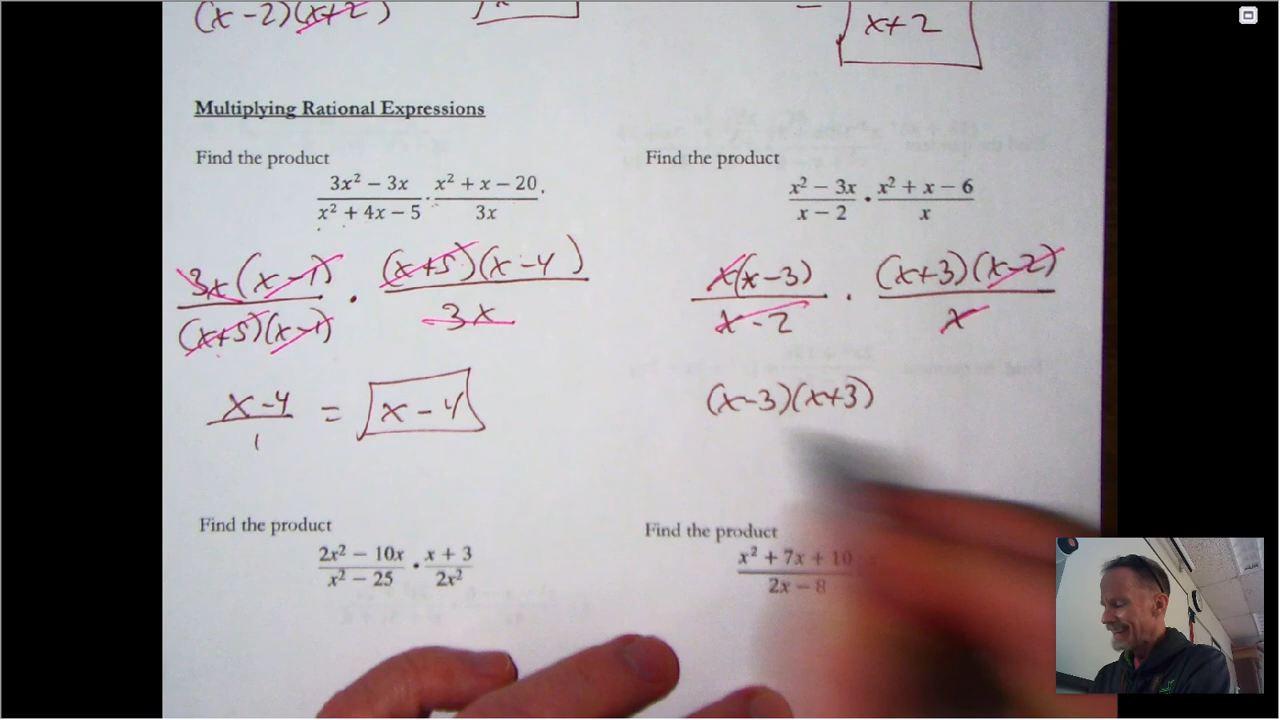 (x-2)(x+2)
x+2
Multiplying Rational Expressions
Find the product
3x² − 3x / x² + 4x − 5 · x² + x − 20, / 3x
3x(x-1) / (x+5)(x-1) · (x+5)(x-4) / 3x
x-4 / 1 = x-4
Find the product
x² − 3x / x − 2 • x² + x − 6 / x
x(x-3) / x-2 · (x+3)(x-2) / x
(x-3)(x+3)
Find the product
2x² − 10x / x² − 25 • x + 3 / 2x²
Find the product
x² + 7x + 10 / 2x − 8